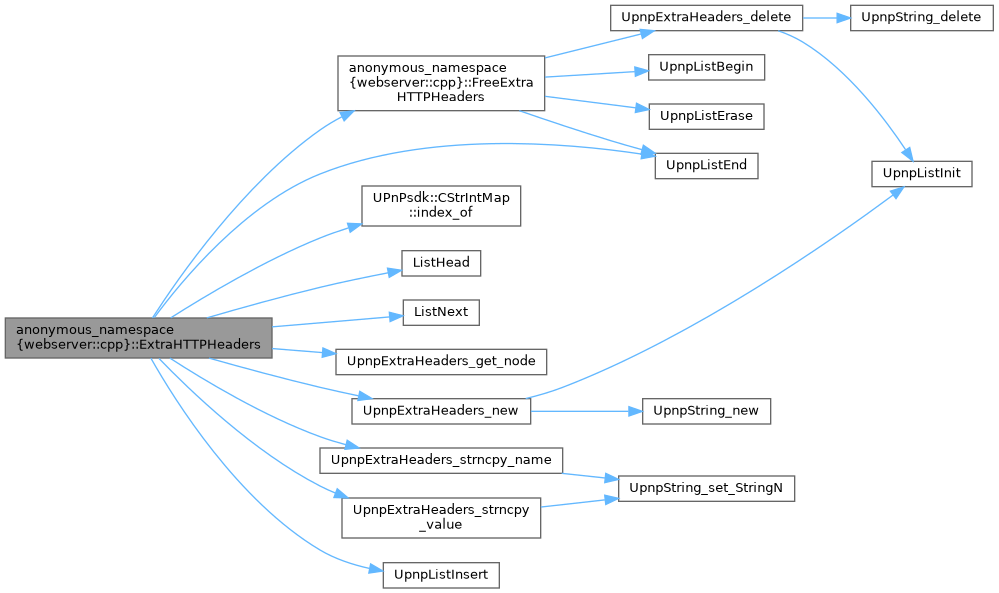 UpnpExtraHeaders_delete
UpnpString_delete
anonymous_namespace
{webserver::cpp}::FreeExtra
HTTPHeaders
UpnpListBegin
UpnpListErase
UpnpListEnd
UpnpListInit
UPnPsdk::CStrIntMap
::index_of
ListHead
ListNext
anonymous_namespace
{webserver::cpp}::ExtraHTTPHeaders
UpnpExtraHeaders_get_node
UpnpExtraHeaders_new
UpnpString_new
UpnpExtraHeaders_strncpy_name
UpnpString_set_StringN
UpnpExtraHeaders_strncpy
_value
UpnpListInsert